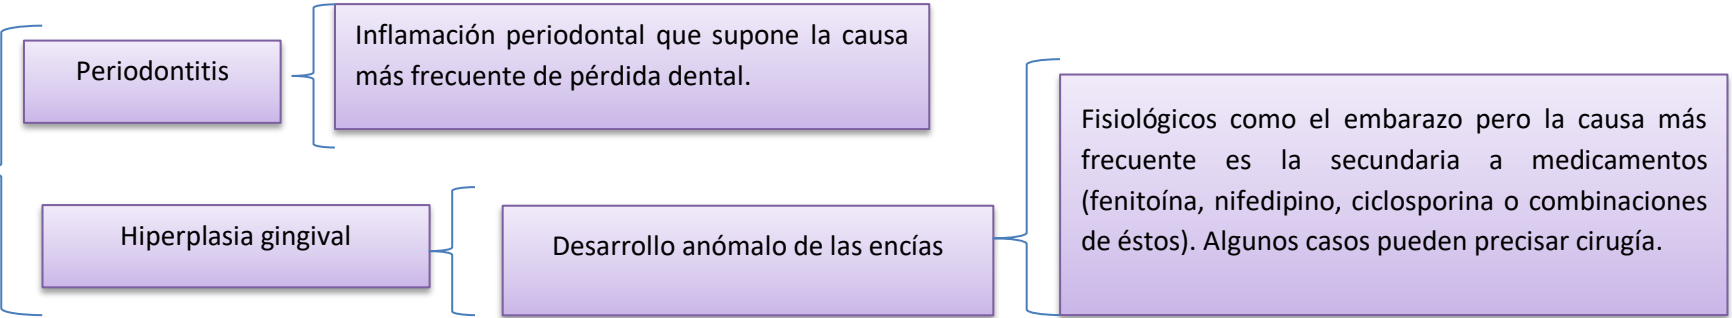 Periodontitis
Inflamación periodontal que supone la causa
más frecuente de pérdida dental.
Hiperplasia gingival
Desarrollo anómalo de las encías
Fisiológicos como el embarazo pero la causa más
frecuente es la secundaria a medicamentos
(fenitoína, nifedipino, ciclosporina o combinaciones
de éstos). Algunos casos pueden precisar cirugía.